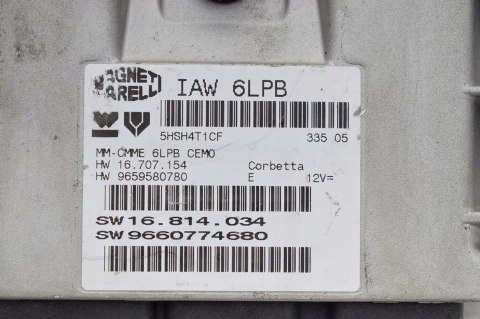 MAGNETI
MARELLI
IAW 6LPB
5HSH4T1CF 335 05
MM-CMME 6LPB CEM0
HW 16.707.154 Corbetta
HW 9659580780 E 12V=
SW16.814.034
SW9660774680